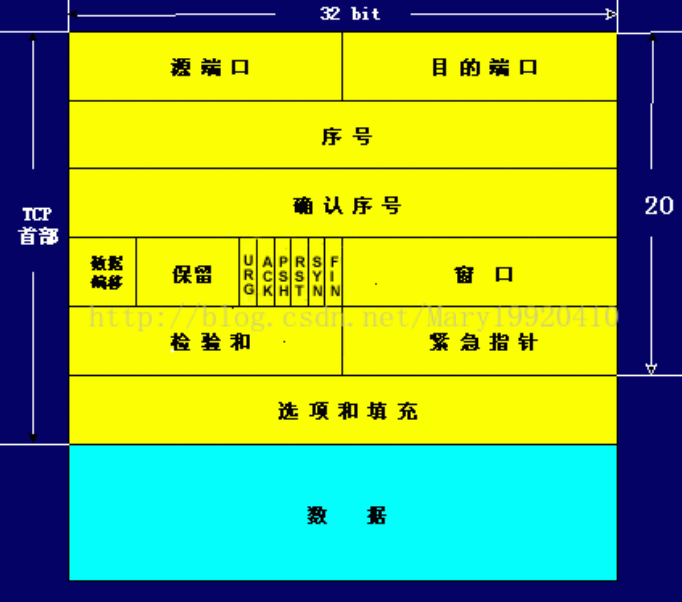 32 bit
源端口 目的端口
序号
确认序号
TCP
首部
20
数据
偏移
保留
URG
ACK
PSH
RST
SYN
FIN
窗口
http://blog.csdn.net/Mary19920410
检验和 紧急指针
选项和填充
数据